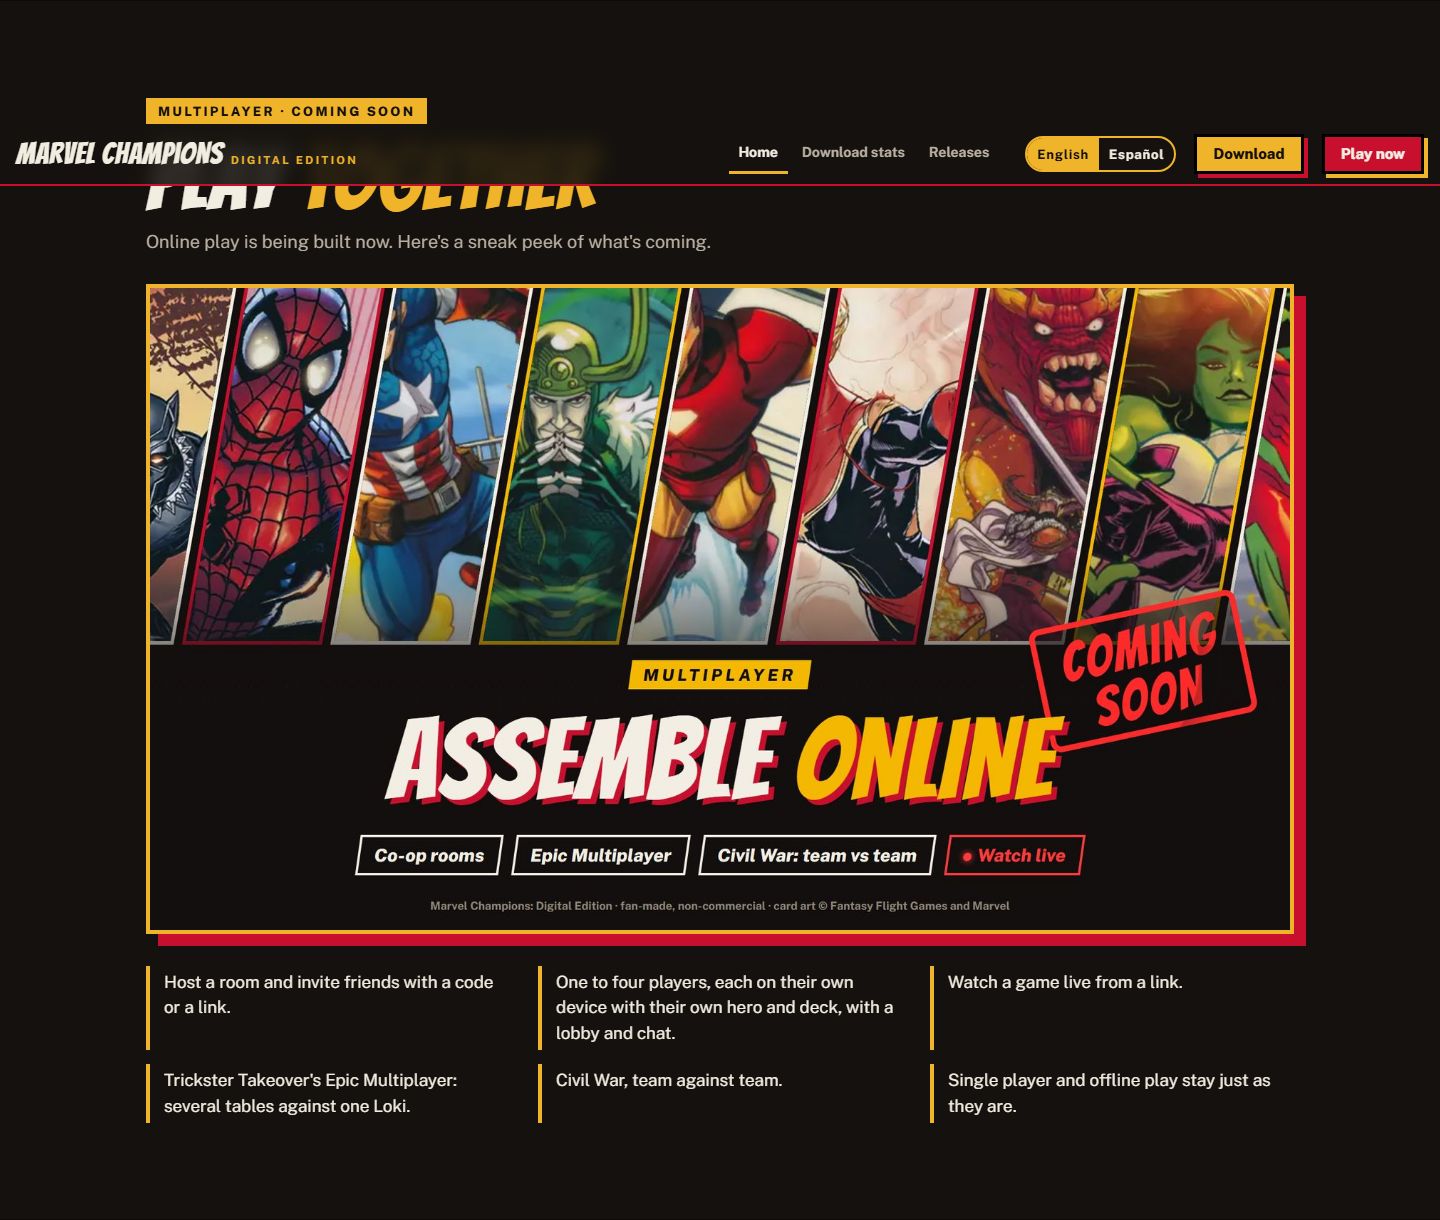 MULTIPLAYER · COMING SOON
MARVEL CHAMPIONS DIGITAL EDITION
Home Download stats Releases English Español Download Play now
PLAY TOGETHER
Online play is being built now. Here's a sneak peek of what's coming.
COMING
SOON
MULTIPLAYER
ASSEMBLE ONLINE
Co-op rooms Epic Multiplayer Civil War: team vs team Watch live
Marvel Champions: Digital Edition · fan-made, non-commercial · card art © Fantasy Flight Games and Marvel
Host a room and invite friends with a code
or a link.
One to four players, each on their own
device with their own hero and deck, with a
lobby and chat.
Watch a game live from a link.
Trickster Takeover's Epic Multiplayer:
several tables against one Loki.
Civil War, team against team.
Single player and offline play stay just as
they are.